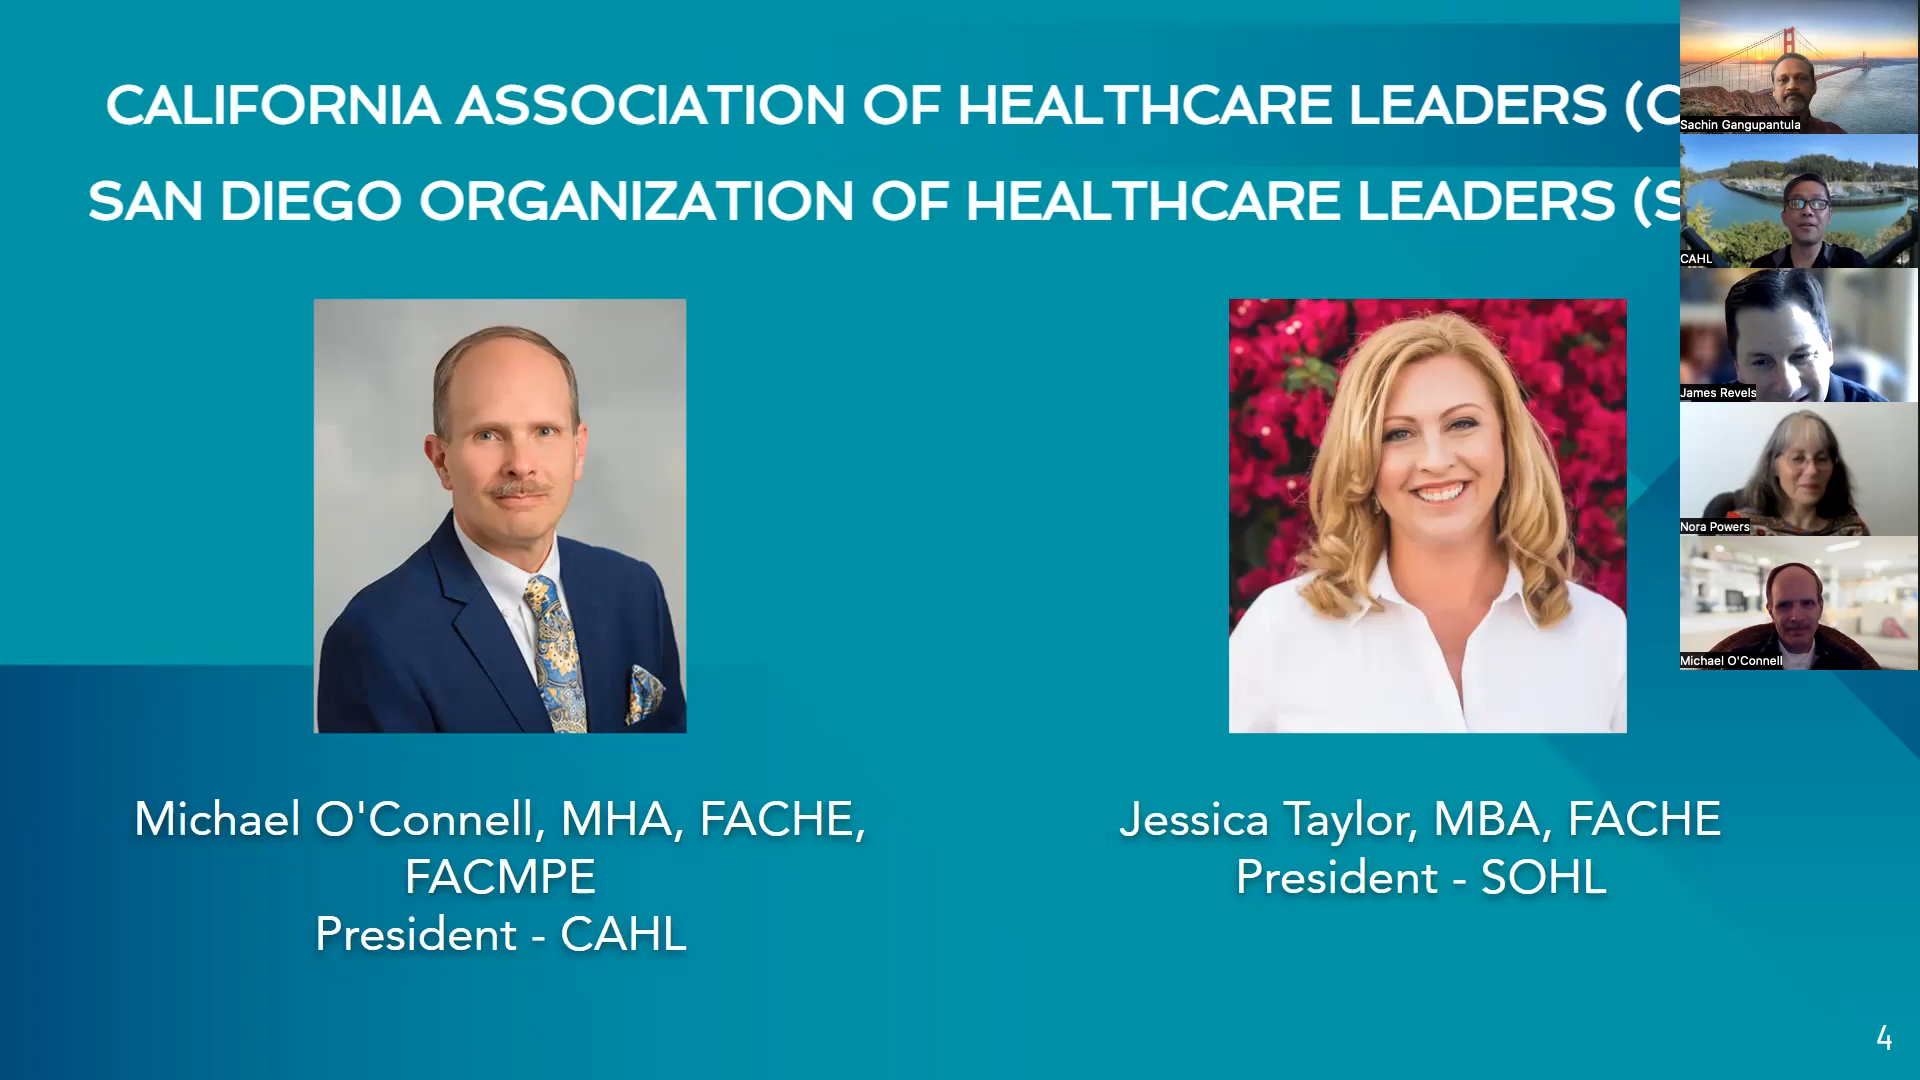 CALIFORNIA ASSOCIATION OF HEALTHCARE LEADERS (C
SAN DIEGO ORGANIZATION OF HEALTHCARE LEADERS (S
Michael O'Connell, MHA, FACHE,
FACMPE
President - CAHL
Jessica Taylor, MBA, FACHE
President - SOHL
Sachin Gangupantula
CAHL
James Revels
Nora Powers
Michael O'Connell
4